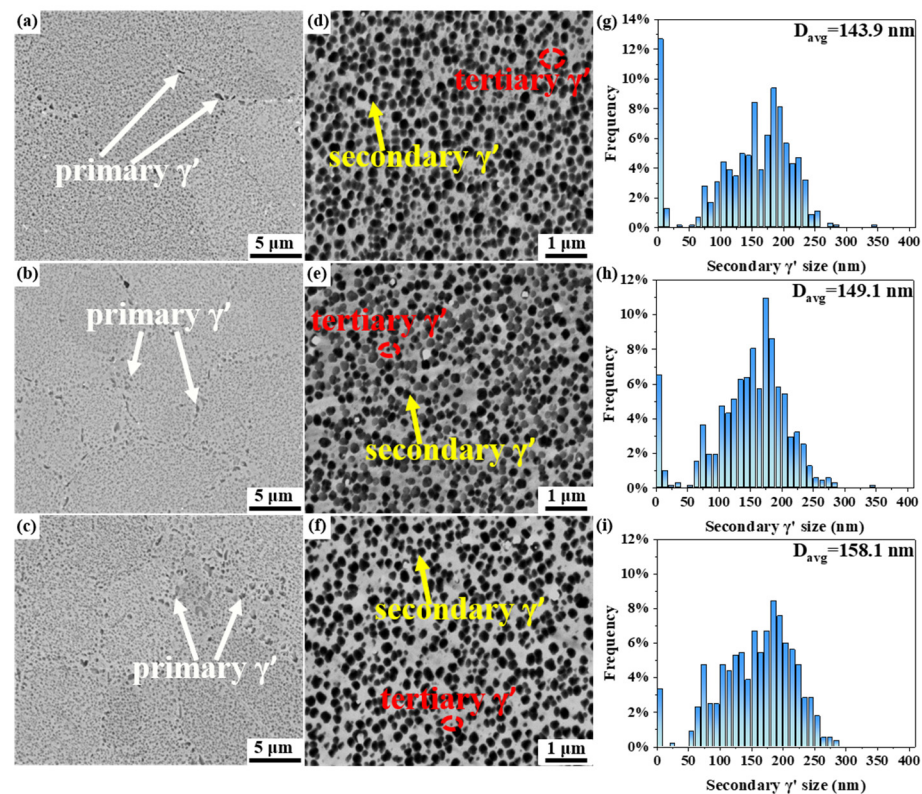 (a)
primary γ′
5 μm
(d)
tertiary γ′
secondary γ′
1 μm
(g)
D_avg=143.9 nm
14%
12%
10%
8%
6%
4%
2%
0%
Frequency
0 50 100 150 200 250 300 350 400
Secondary γ′ size (nm)
(b)
primary γ′
5 μm
(e)
tertiary γ′
secondary γ′
1 μm
(h)
D_avg=149.1 nm
12%
10%
8%
6%
4%
2%
0%
Frequency
0 50 100 150 200 250 300 350 400
Secondary γ' size (nm)
(c)
primary γ′
5 μm
(f)
secondary γ′
tertiary γ′
1 μm
(i)
D_avg=158.1 nm
12%
10%
8%
6%
4%
2%
0%
Frequency
0 50 100 150 200 250 300 350 400
Secondary γ′ size (nm)